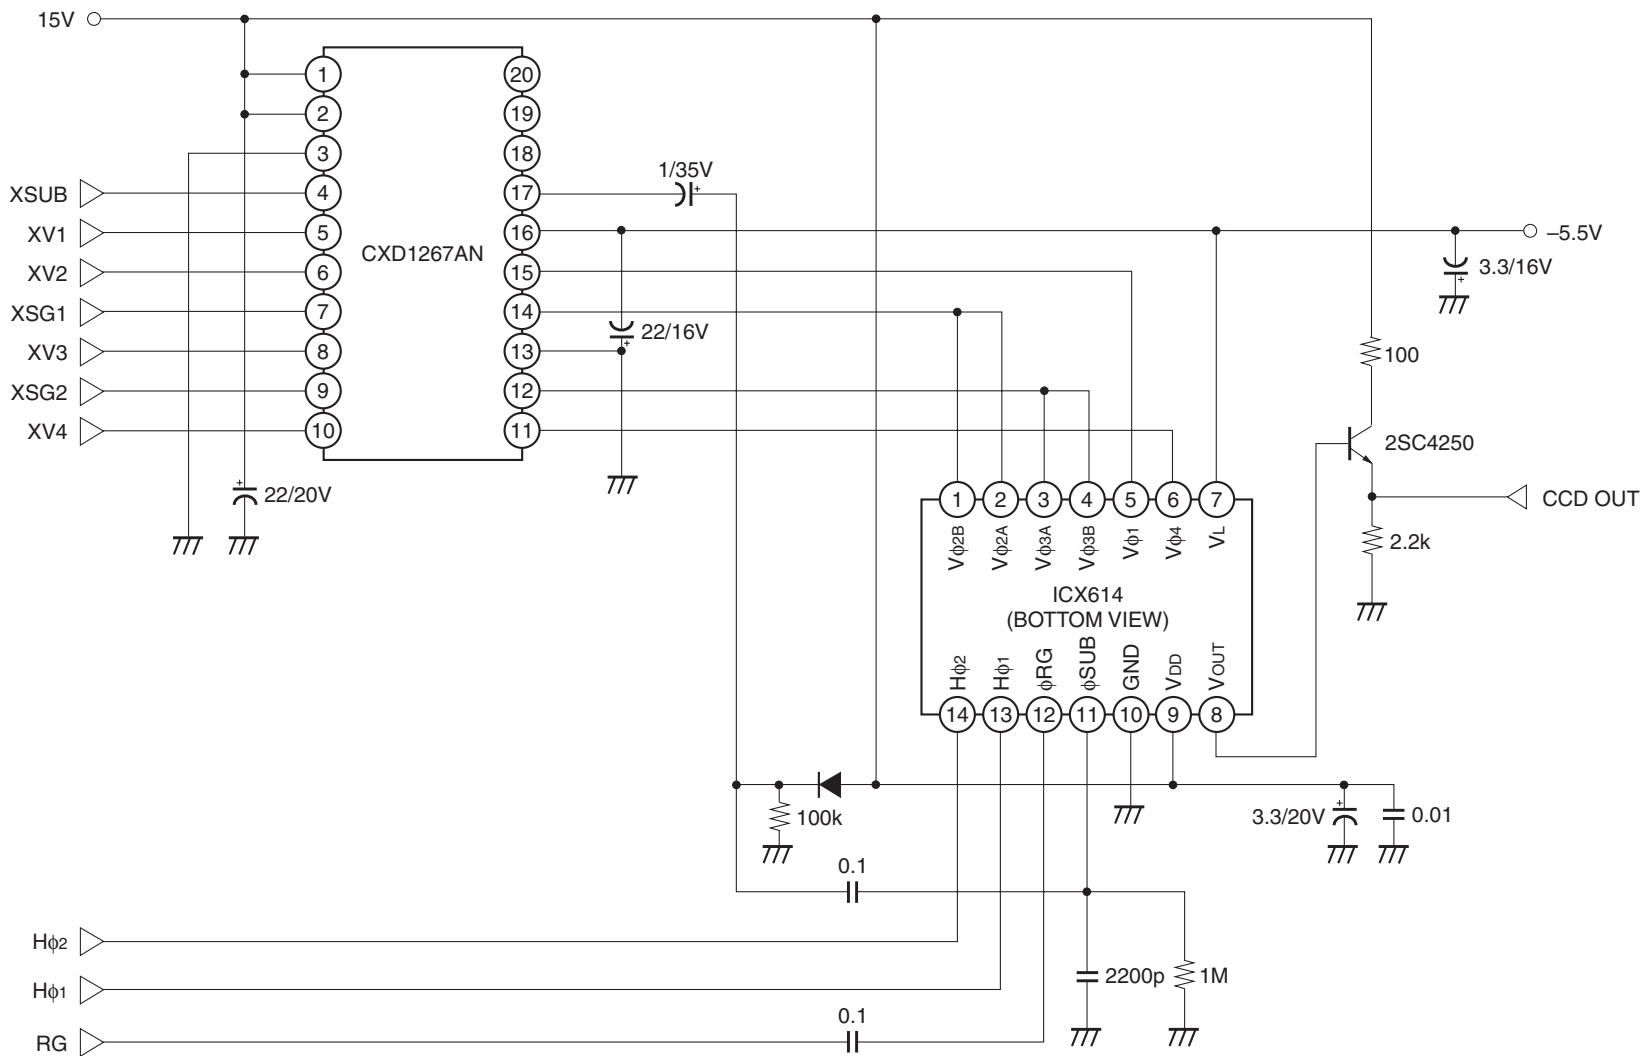 15V
1
2
3
4
5
6
7
8
9
10
20
19
18
17
16
15
14
13
12
11
CXD1267AN
XSUB
XV1
XV2
XSG1
XV3
XSG2
XV4
22/20V
1/35V
22/16V
–5.5V
3.3/16V
100
2SC4250
CCD OUT
2.2k
1 2 3 4 5 6 7
Vϕ2B Vϕ2A Vϕ3A Vϕ3B Vϕ1 Vϕ4 VL
ICX614
(BOTTOM VIEW)
Hϕ2 Hϕ1 ϕRG ϕSUB GND VDD VOUT
14 13 12 11 10 9 8
100k
3.3/20V
0.01
0.1
Hϕ2
Hϕ1
2200p
1M
0.1
RG